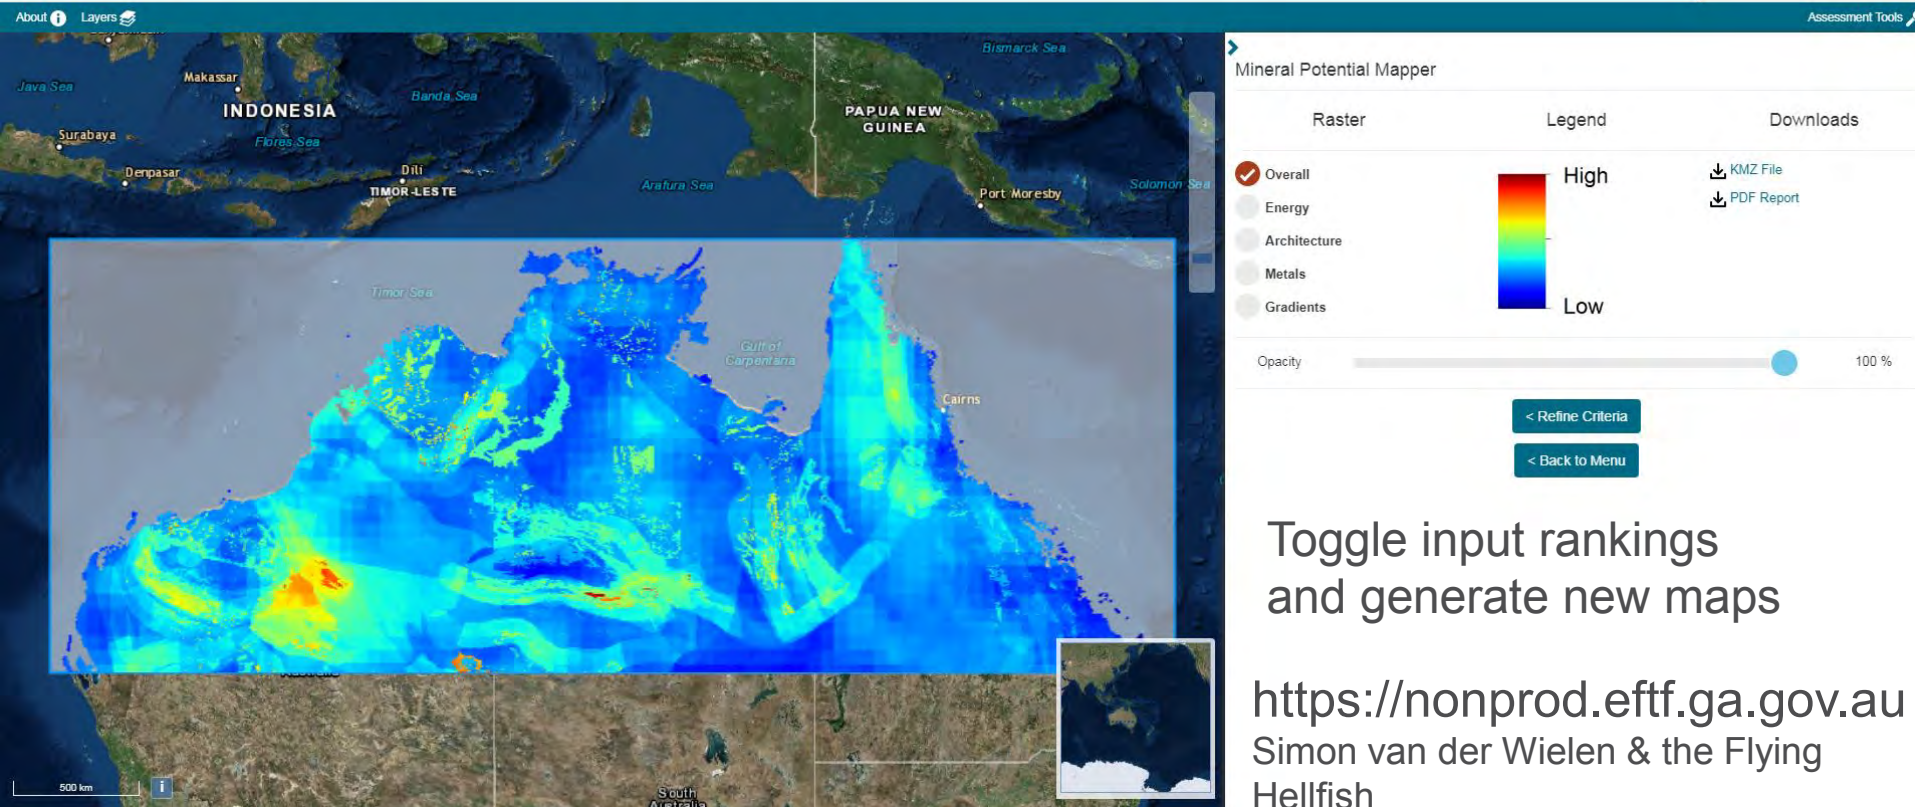 About
Layers
Assessment Tools
Java Sea
Makassar
INDONESIA
Banda Sea
Bismarck Sea
PAPUA NEW
GUINEA
Surabaya
Flores Sea
Denpasar
Dili
TIMOR-LESTE
Arafura Sea
Port Moresby
Solomon Sea
Timor Sea
Gulf of
Carpentaria
Cairns
South
Australia
500 km
i
Mineral Potential Mapper
Raster
Legend
Downloads
Overall
Energy
Architecture
Metals
Gradients
High
Low
KMZ File
PDF Report
Opacity
100 %
< Refine Criteria
< Back to Menu
Toggle input rankings
and generate new maps
https://nonprod.eftf.ga.gov.au
Simon van der Wielen & the Flying
Hellfish